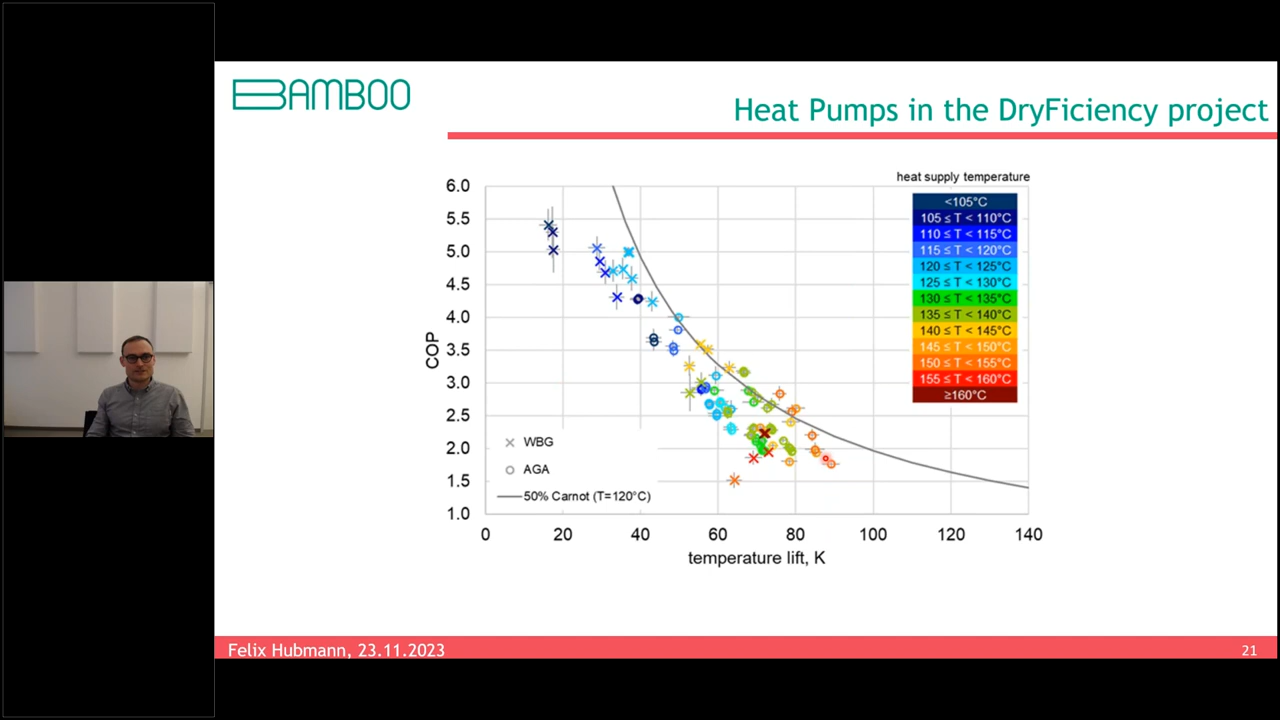 BAMBOO
Heat Pumps in the DryFiciency project
heat supply temperature
<105°C
105 ≤ T < 110°C
110 ≤ T < 115°C
115 ≤ T < 120°C
120 ≤ T < 125°C
125 ≤ T < 130°C
130 ≤ T < 135°C
135 ≤ T < 140°C
140 ≤ T < 145°C
145 ≤ T < 150°C
150 ≤ T < 155°C
155 ≤ T < 160°C
≥160°C
6.0
5.5
5.0
4.5
4.0
3.5
3.0
2.5
2.0
1.5
1.0
COP
WBG
AGA
50% Carnot (T=120°C)
0 20 40 60 80 100 120 140
temperature lift, K
Felix Hubmann, 23.11.2023
21